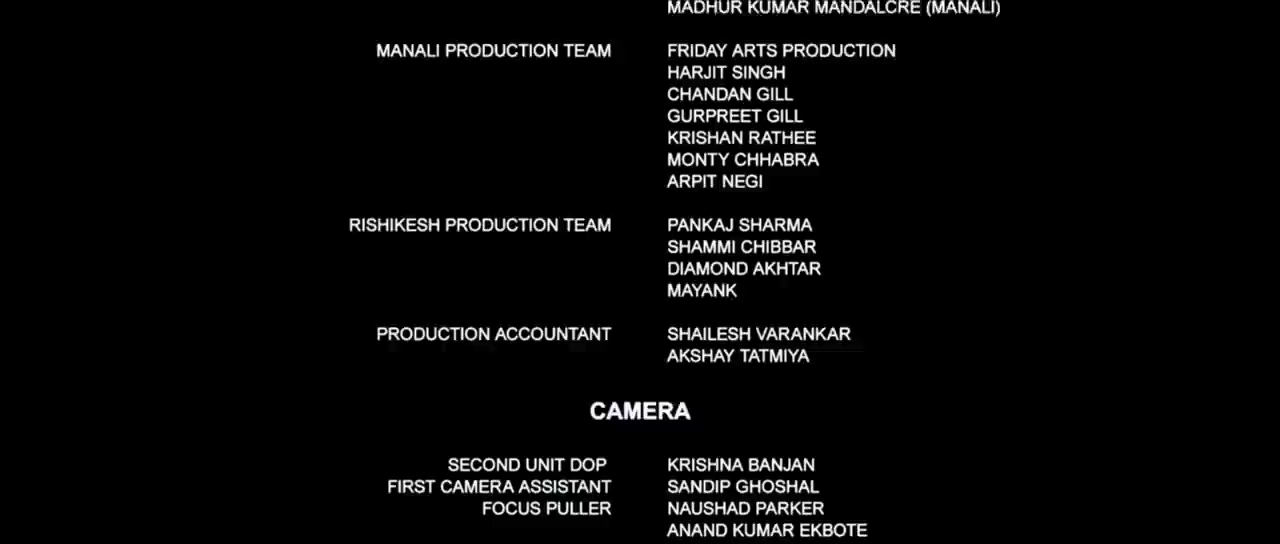 MADHUR KUMAR MANDALCRE (MANALI)
MANALI PRODUCTION TEAM FRIDAY ARTS PRODUCTION
HARJIT SINGH
CHANDAN GILL
GURPREET GILL
KRISHAN RATHEE
MONTY CHHABRA
ARPIT NEGI
RISHIKESH PRODUCTION TEAM PANKAJ SHARMA
SHAMMI CHIBBAR
DIAMOND AKHTAR
MAYANK
PRODUCTION ACCOUNTANT SHAILESH VARANKAR
AKSHAY TATMIYA
CAMERA
SECOND UNIT DOP KRISHNA BANJAN
FIRST CAMERA ASSISTANT SANDIP GHOSHAL
FOCUS PULLER NAUSHAD PARKER
ANAND KUMAR EKBOTE